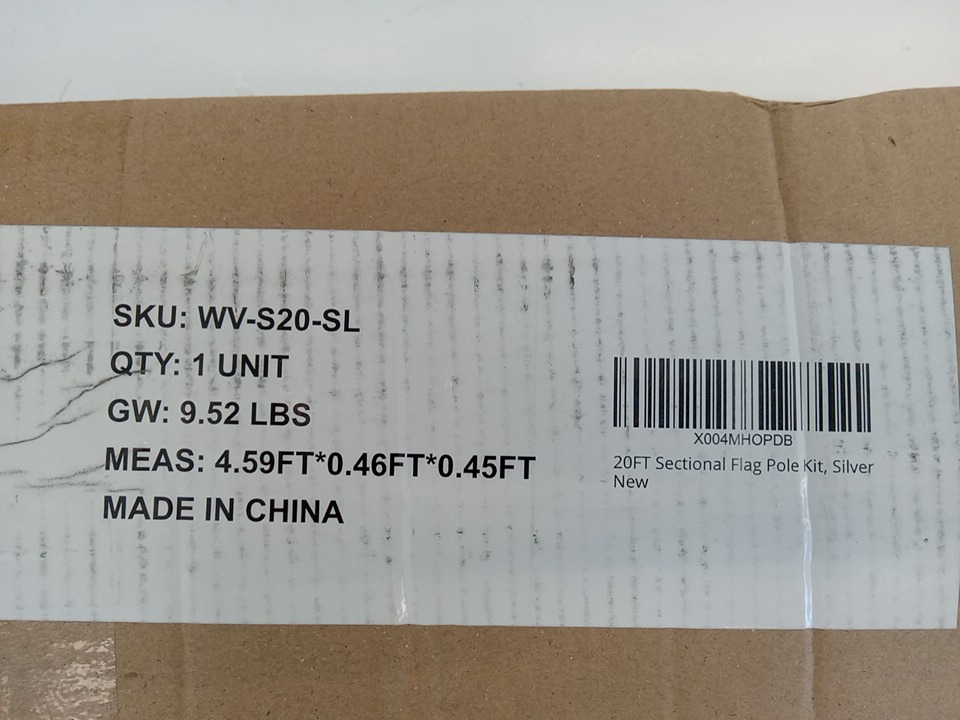 SKU: WV-S20-SL
QTY: 1 UNIT
GW: 9.52 LBS
MEAS: 4.59FT*0.46FT*0.45FT
MADE IN CHINA
X004MHOPDB
20FT Sectional Flag Pole Kit, Silver
New